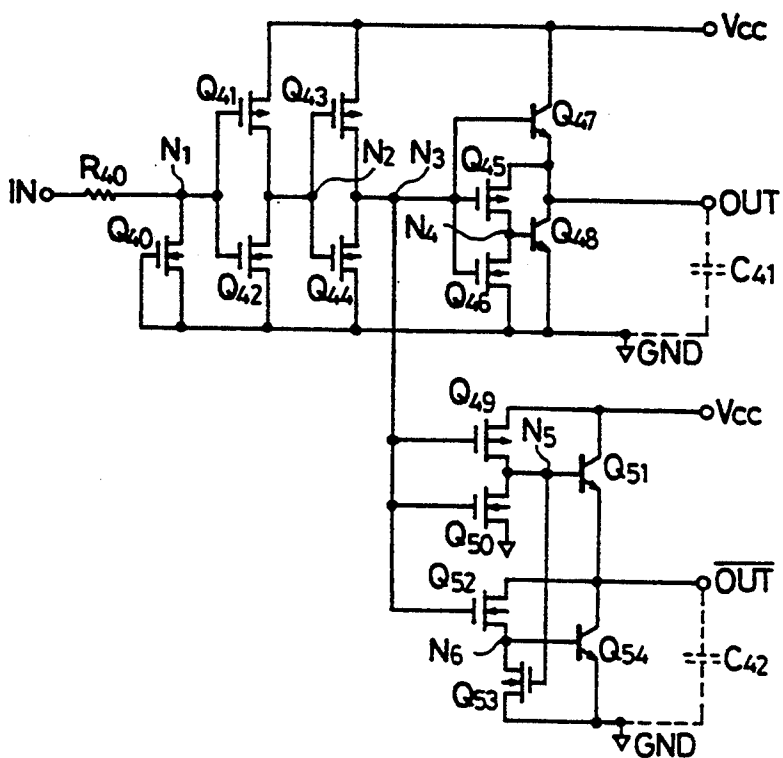 Vcc
Q41
Q43
Q47
R40
N1
N2
N3
Q45
IN
OUT
Q40
N4
Q48
Q42
Q44
Q46
C41
GND
Q49
Vcc
N5
Q51
Q50
Q52
OUT
N6
Q54
C42
Q53
GND